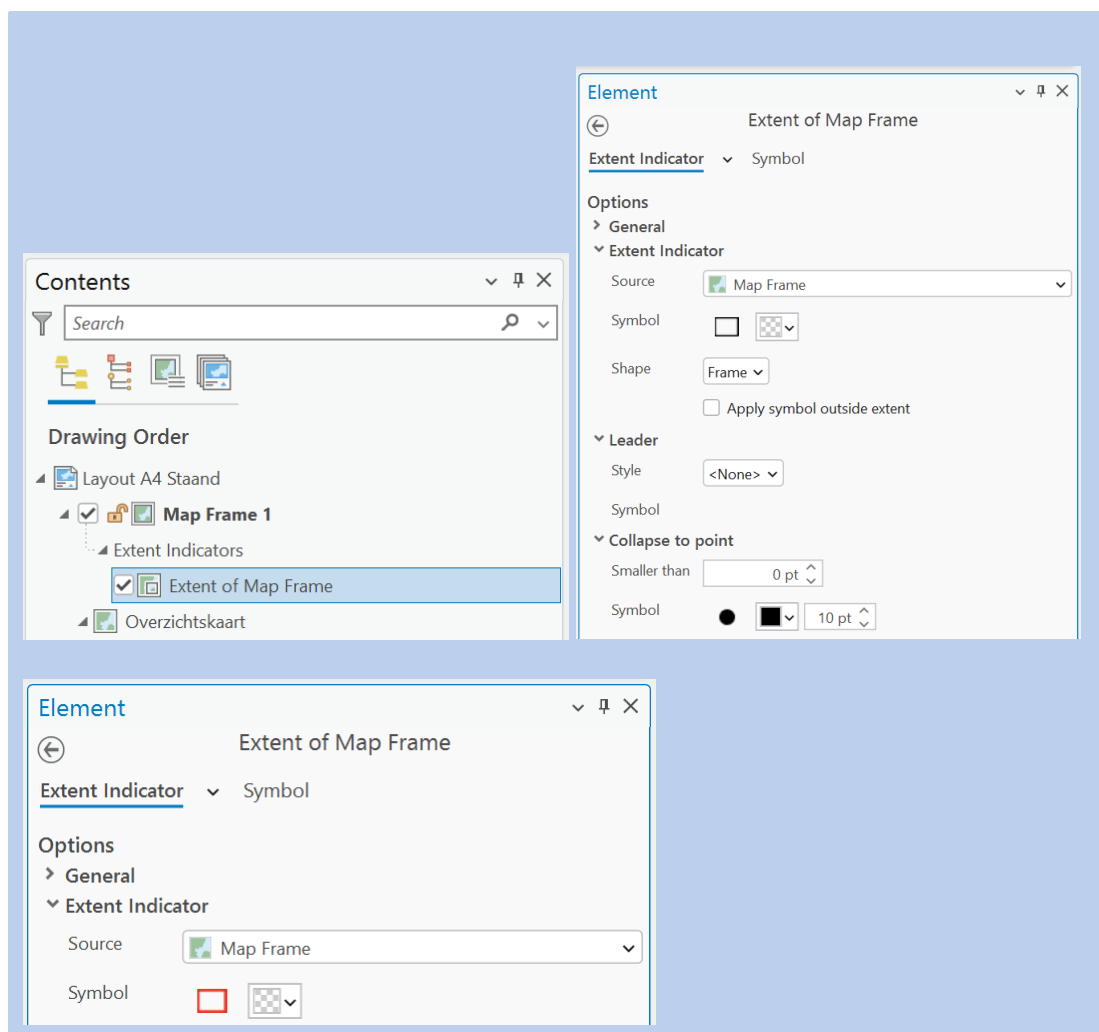 Element
Extent of Map Frame
Extent Indicator Symbol
Options
General
Extent Indicator
Source Map Frame
Symbol
Shape Frame
Apply symbol outside extent
Leader
Style <None>
Symbol
Collapse to point
Smaller than 0 pt
Symbol 10 pt
Contents
Search
Drawing Order
Layout A4 Staand
Map Frame 1
Extent Indicators
Extent of Map Frame
Overzichtskaart
Element
Extent of Map Frame
Extent Indicator Symbol
Options
General
Extent Indicator
Source Map Frame
Symbol